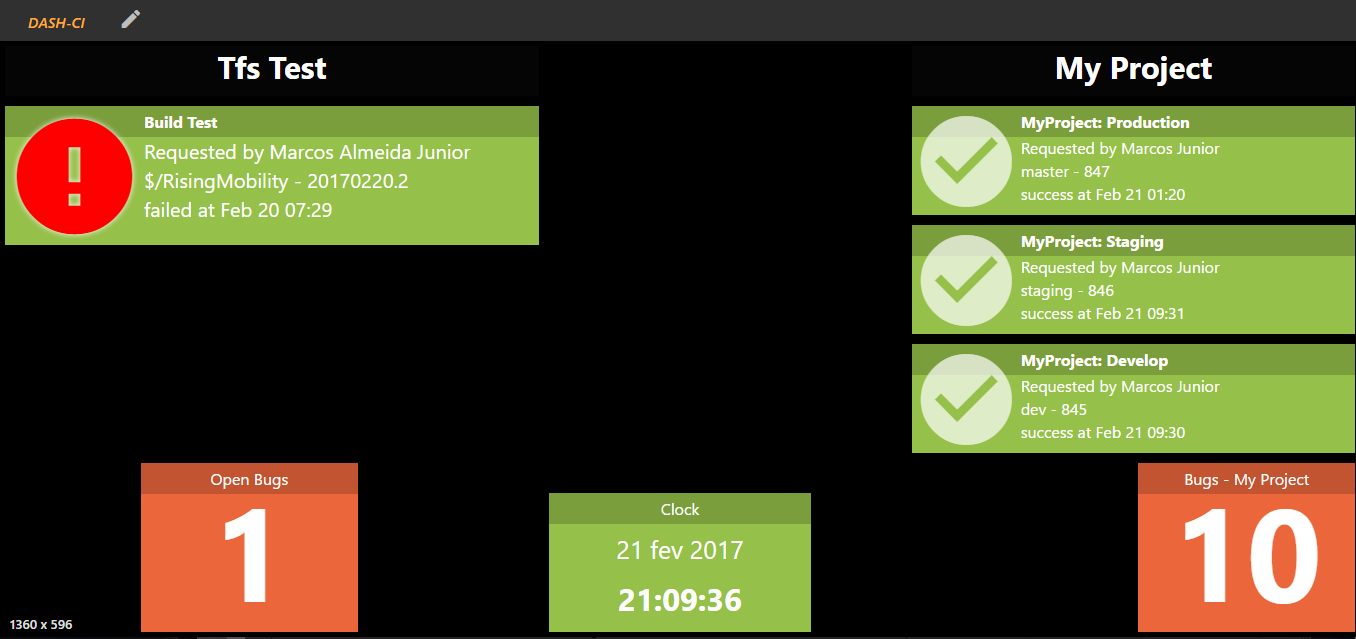 DASH-CI
Tfs Test
Build Test
Requested by Marcos Almeida Junior
$/RisingMobility - 20170220.2
failed at Feb 20 07:29
My Project
MyProject: Production
Requested by Marcos Junior
master - 847
success at Feb 21 01:20
MyProject: Staging
Requested by Marcos Junior
staging - 846
success at Feb 21 09:31
MyProject: Develop
Requested by Marcos Junior
dev - 845
success at Feb 21 09:30
Open Bugs
1
Clock
21 fev 2017
21:09:36
Bugs - My Project
10
1360 x 596